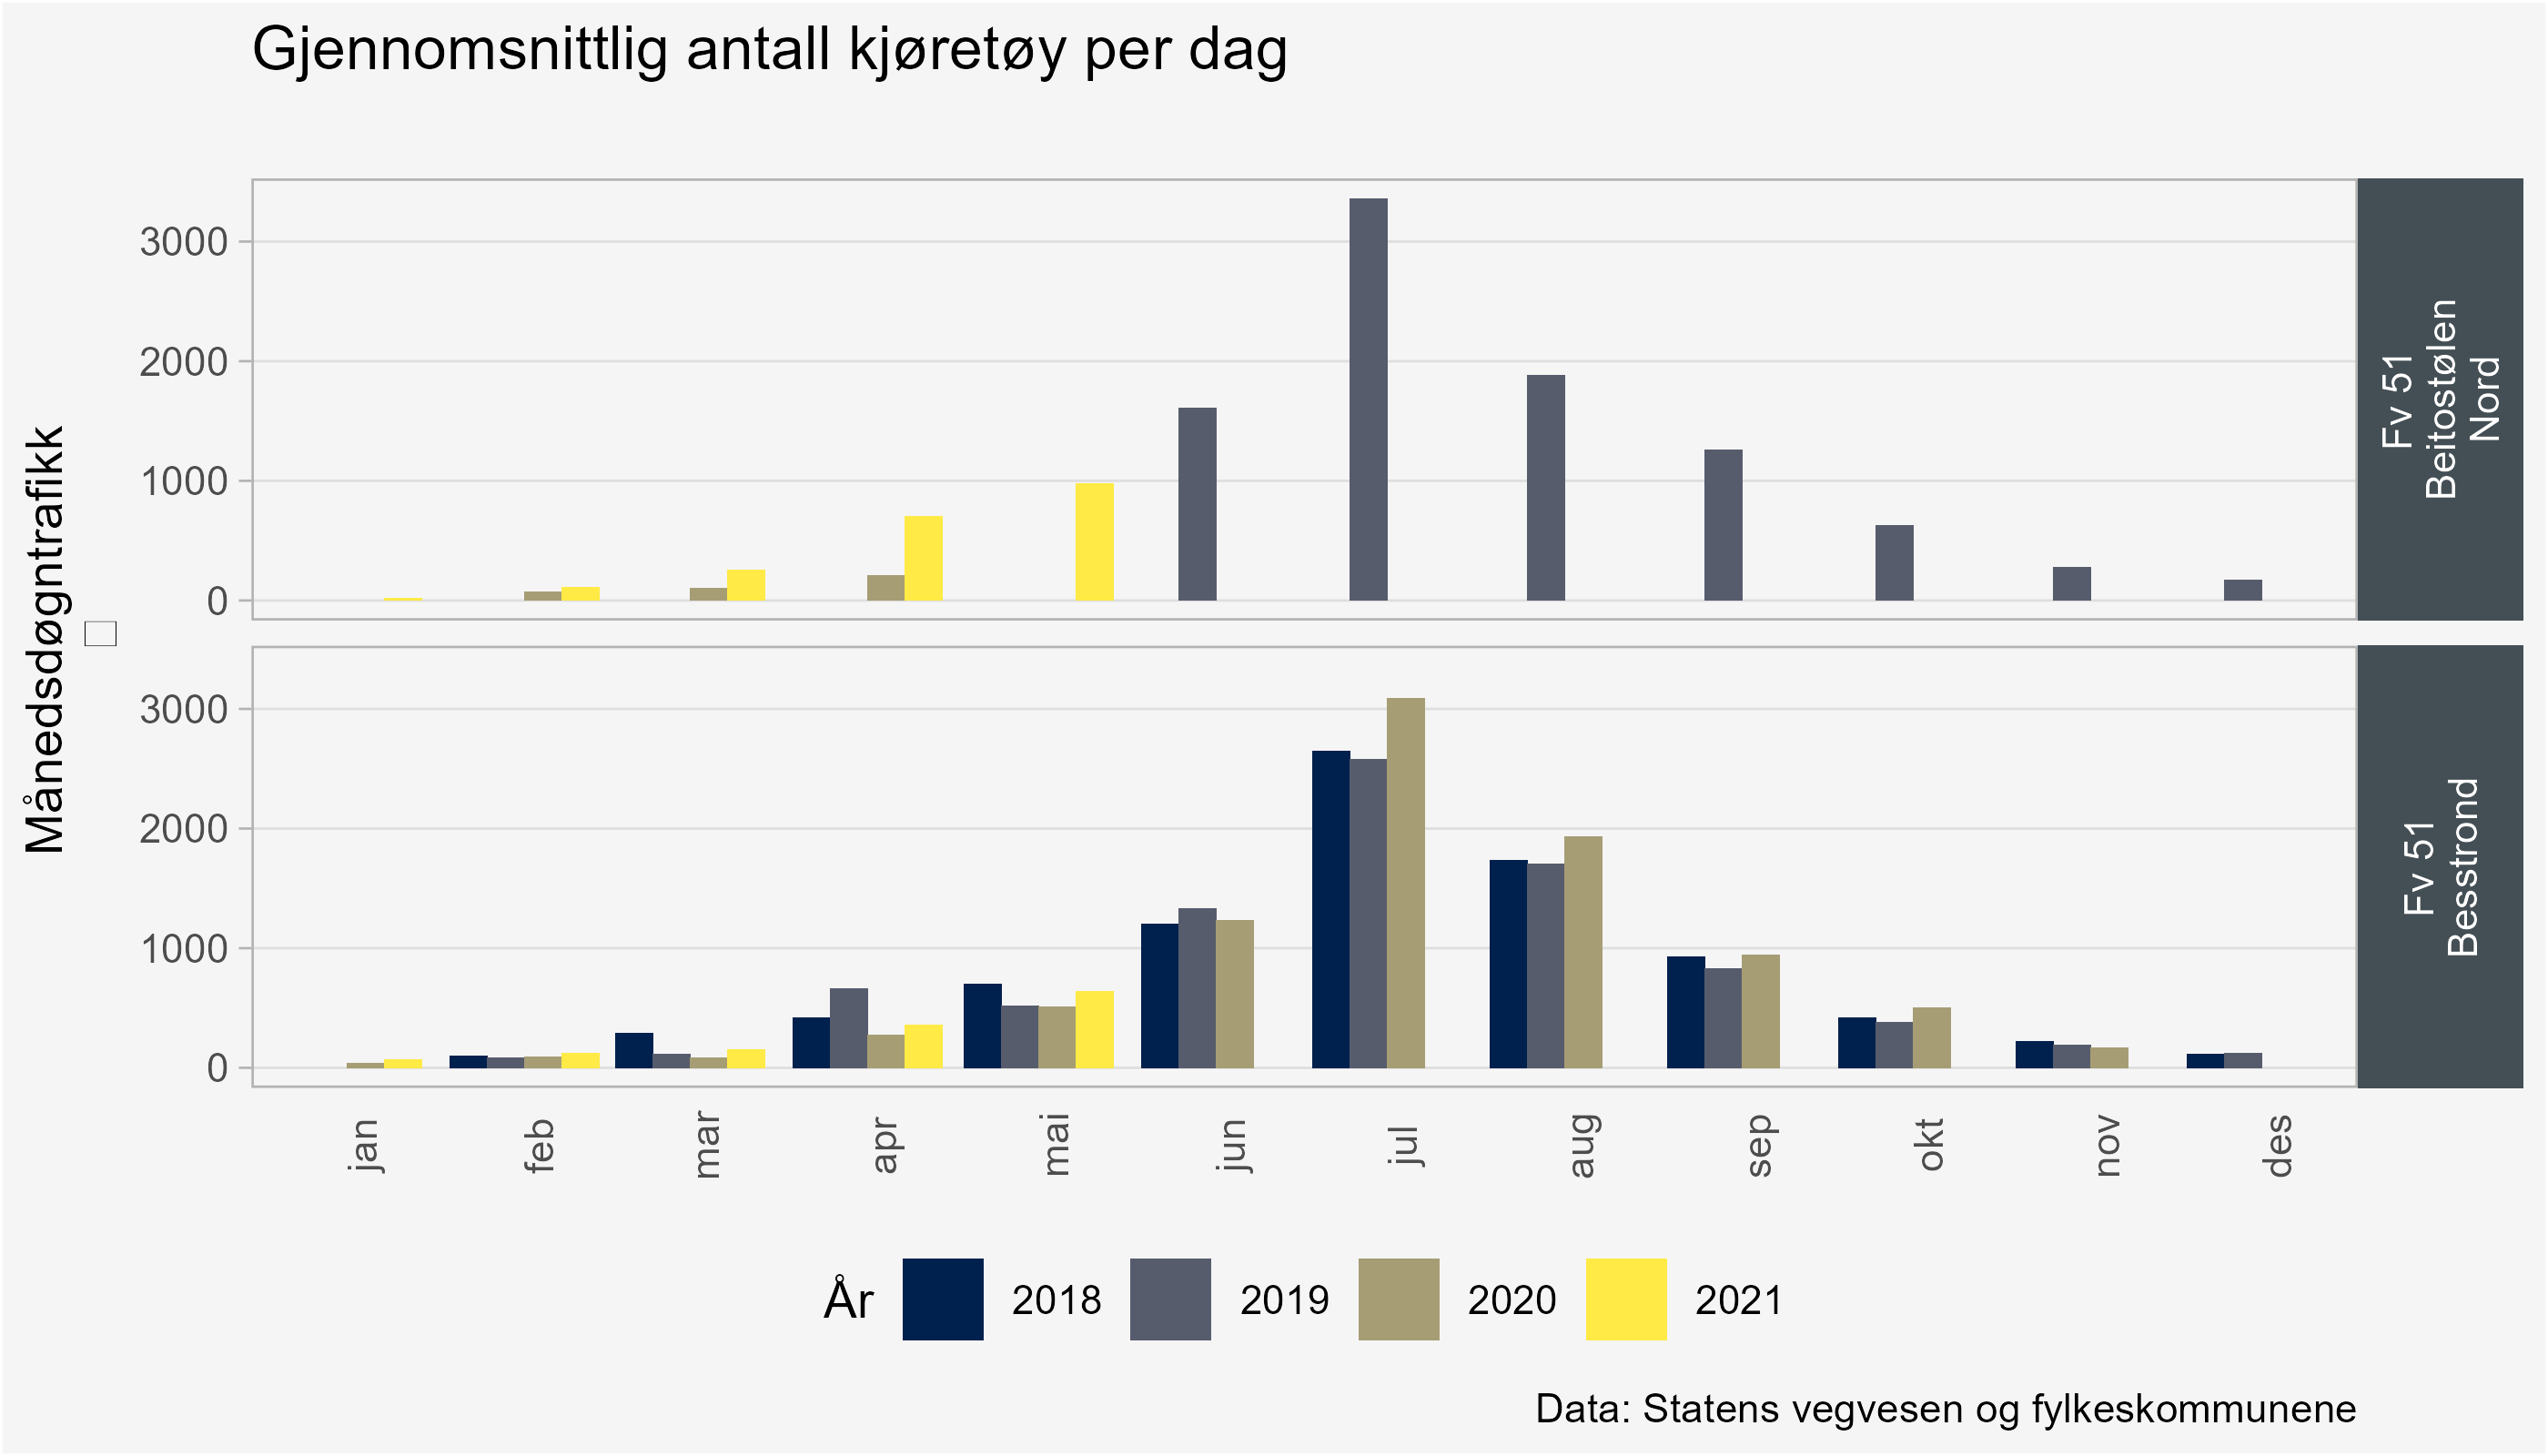 Gjennomsnittlig antall kjøretøy per dag
Månedsdøgntrafikk
3000
2000
1000
0
Fv 51
Beitostølen
Nord
3000
2000
1000
0
Fv 51
Besstrond
jan feb mar apr mai jun jul aug sep okt nov des
År 2018 2019 2020 2021
Data: Statens vegvesen og fylkeskommunene